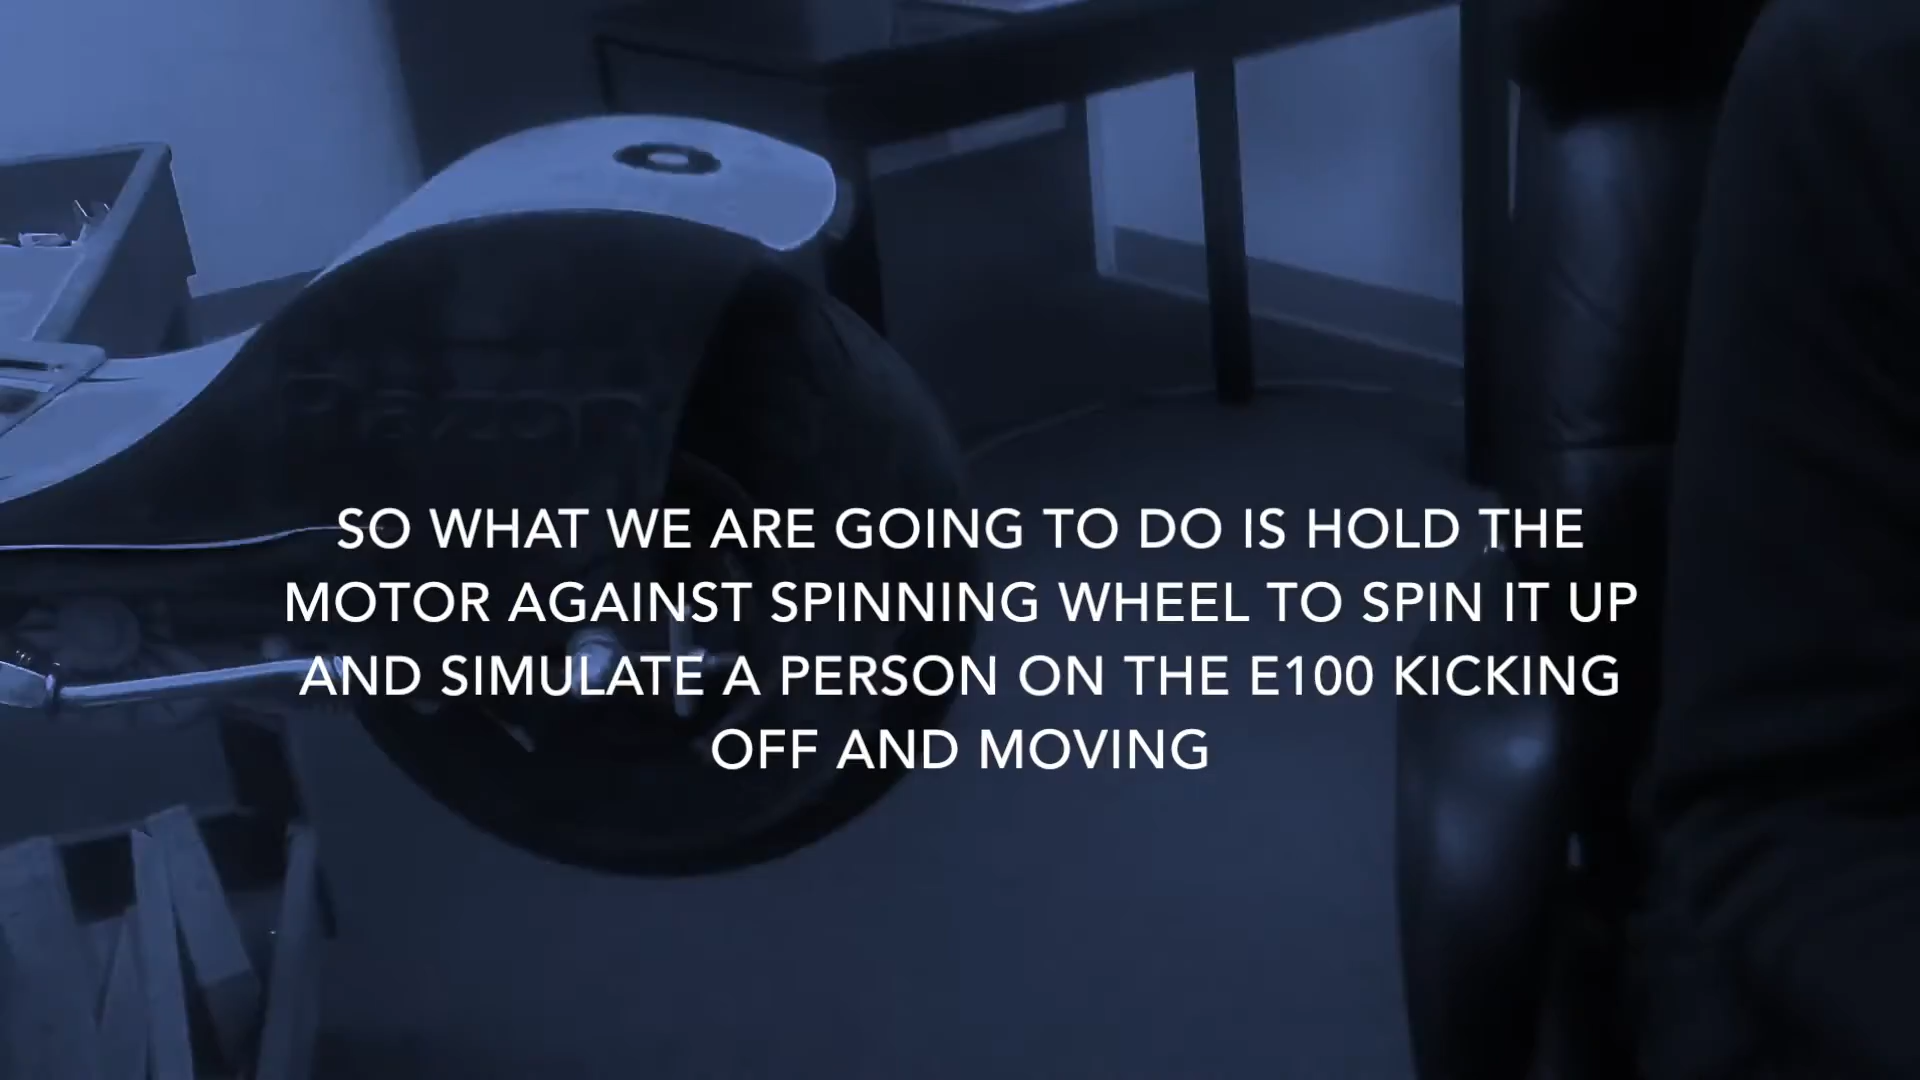 Razor
SO WHAT WE ARE GOING TO DO IS HOLD THE
MOTOR AGAINST SPINNING WHEEL TO SPIN IT UP
AND SIMULATE A PERSON ON THE E100 KICKING
OFF AND MOVING